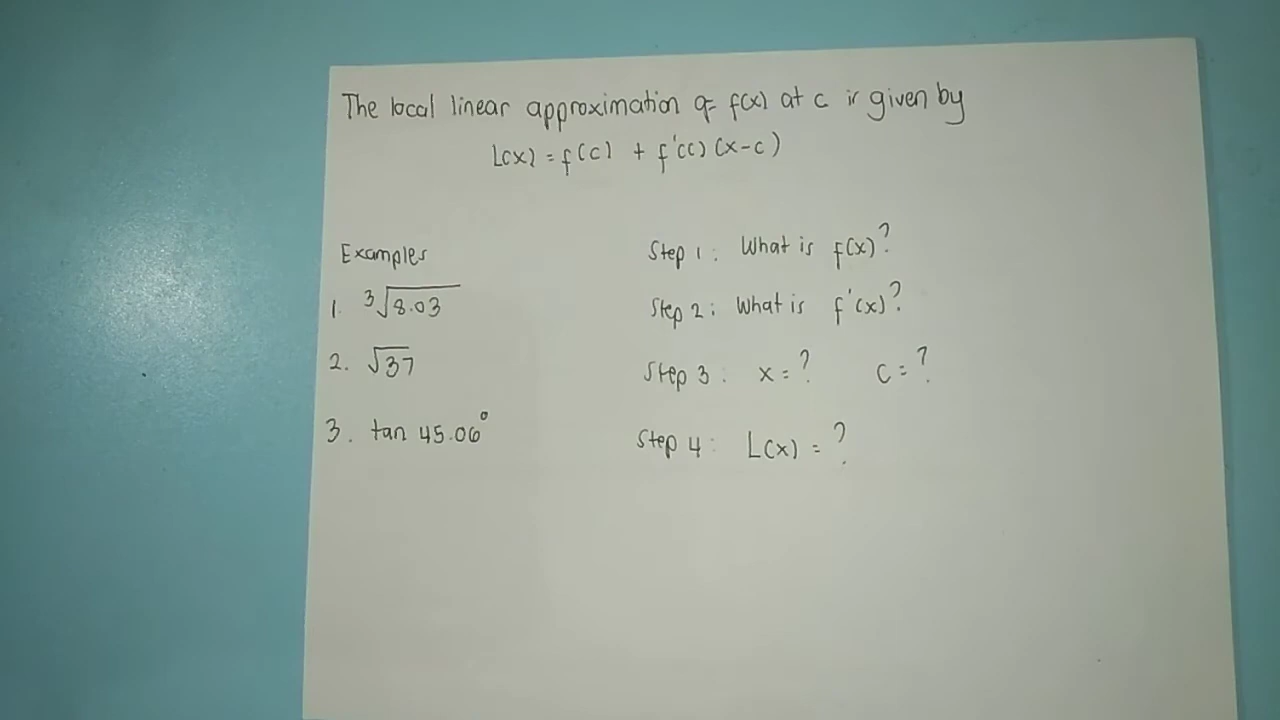 The local linear approximation of f(x) at c is given by
L(x) = f(c) + f'(c) (x-c)
Examples
1. ³√8.03
2. √37
3. tan 45.06°
Step 1: What is f(x)?
Step 2: What is f'(x)?
Step 3: x = ? c = ?
Step 4: L(x) = ?